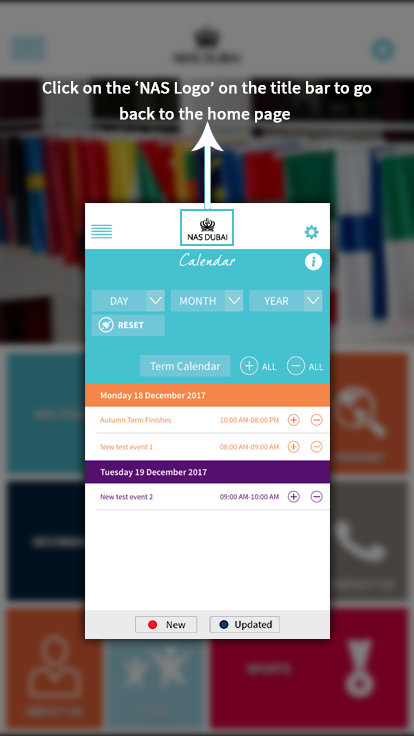 NAS DUBAI
Click on the ‘NAS Logo’ on the title bar to go
back to the home page
NAS DUBAI
Calendar
DAY MONTH YEAR
RESET
Term Calendar + ALL − ALL
Monday 18 December 2017
Autumn Term Finishes 10:00 AM-08:00 PM
New test event 1 08:00 AM-09:00 AM
Tuesday 19 December 2017
New test event 2 09:00 AM-10:00 AM
New Updated
ABOUT US
SPORTS